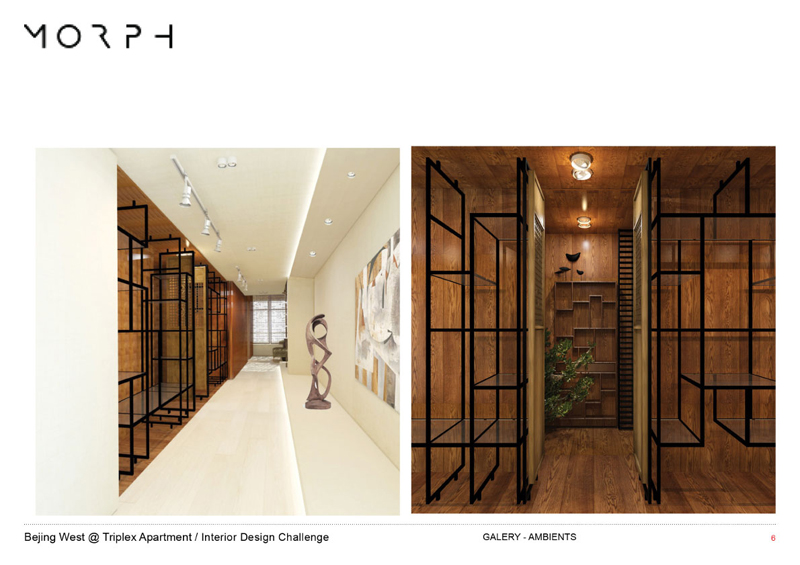 MORPH
Bejing West @ Triplex Apartment / Interior Design Challenge
GALERY - AMBIENTS
6